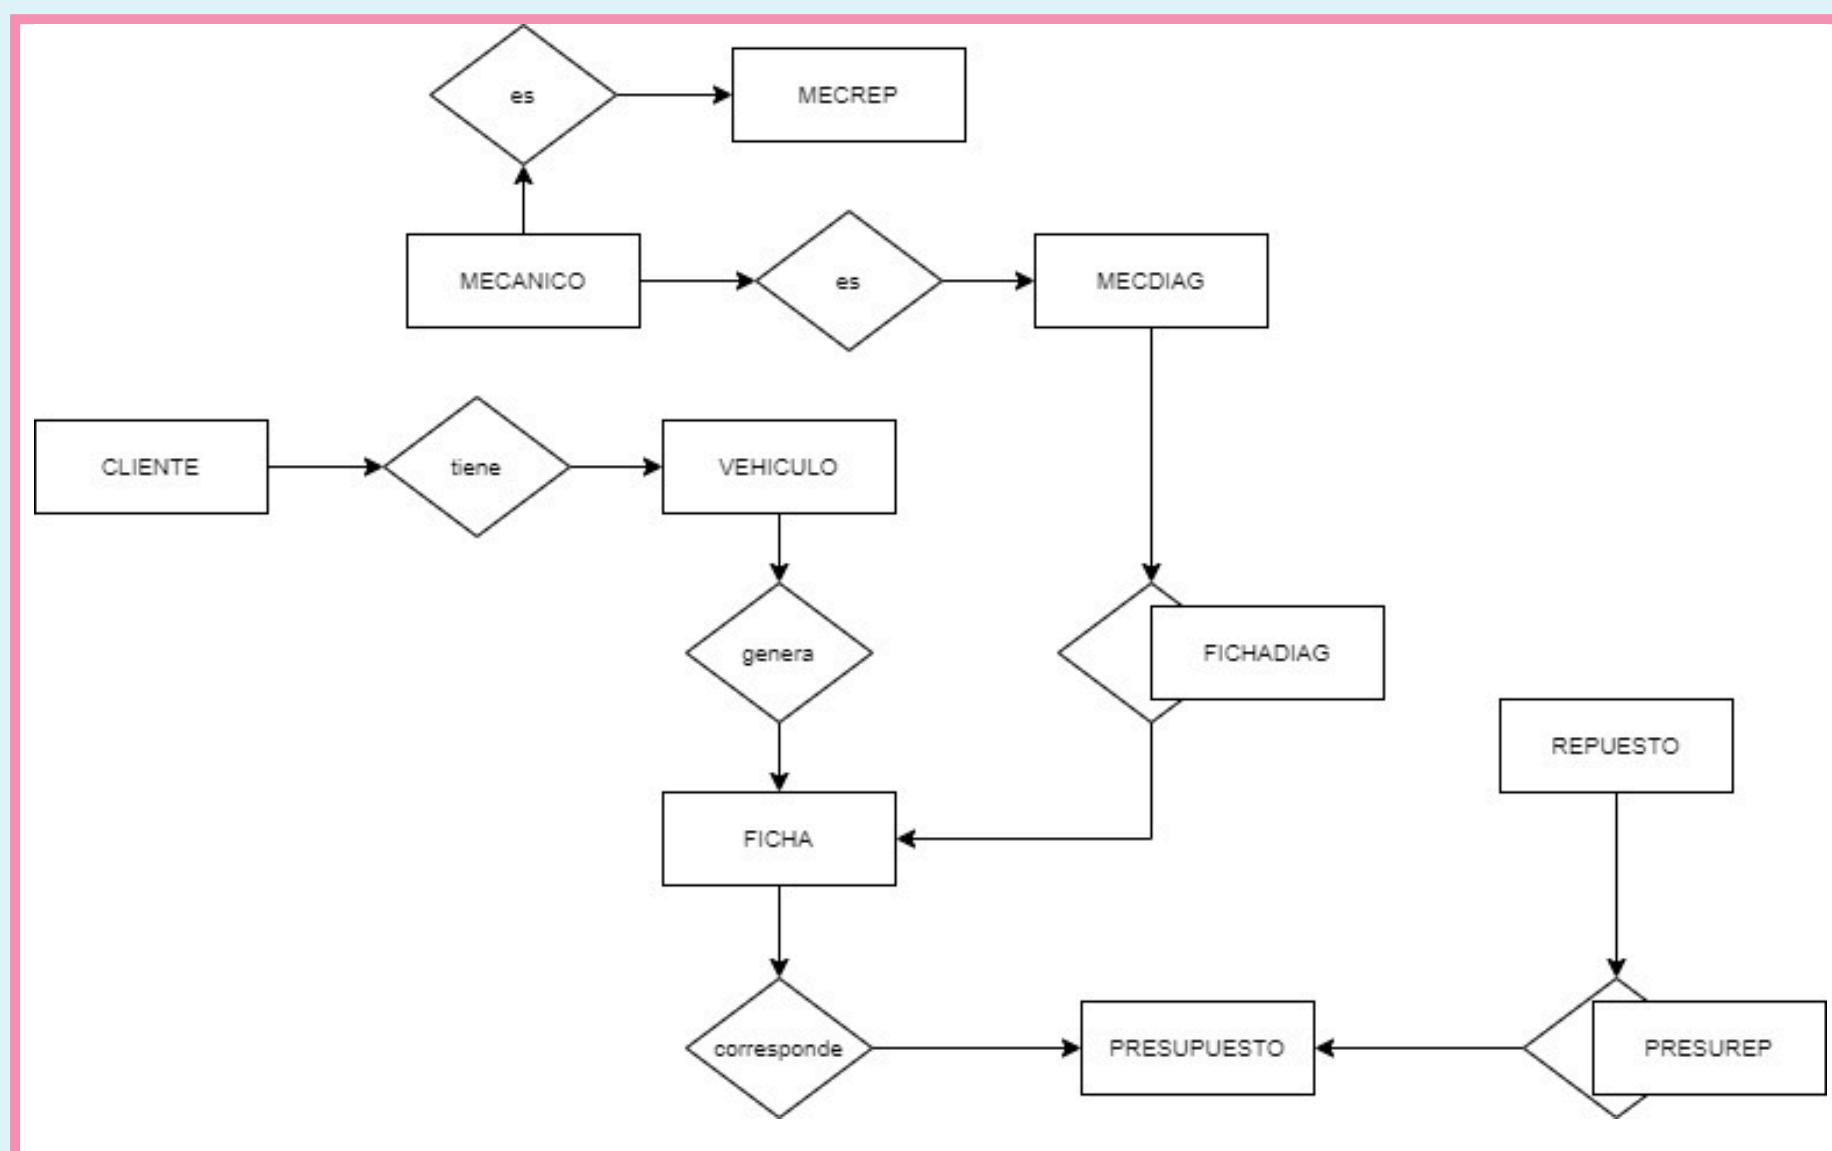 es
MECREP
MECANICO
es
MECDIAG
CLIENTE
tiene
VEHICULO
genera
FICHADIAG
REPUESTO
FICHA
corresponde
PRESUPUESTO
PRESUREP